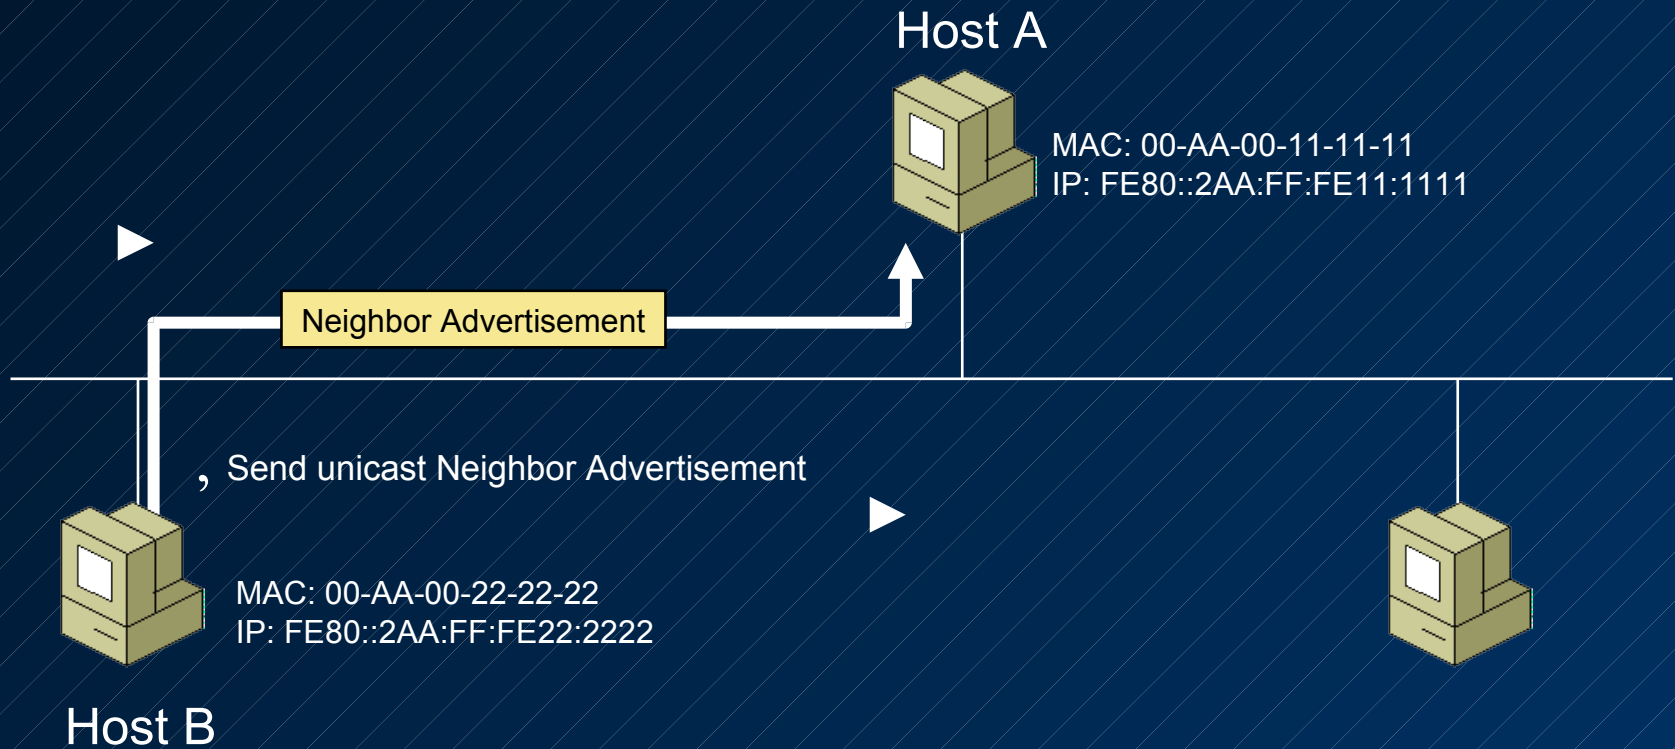 Host A
MAC: 00-AA-00-11-11-11
IP: FE80::2AA:FF:FE11:1111
Neighbor Advertisement
‚ Send unicast Neighbor Advertisement
MAC: 00-AA-00-22-22-22
IP: FE80::2AA:FF:FE22:2222
Host B